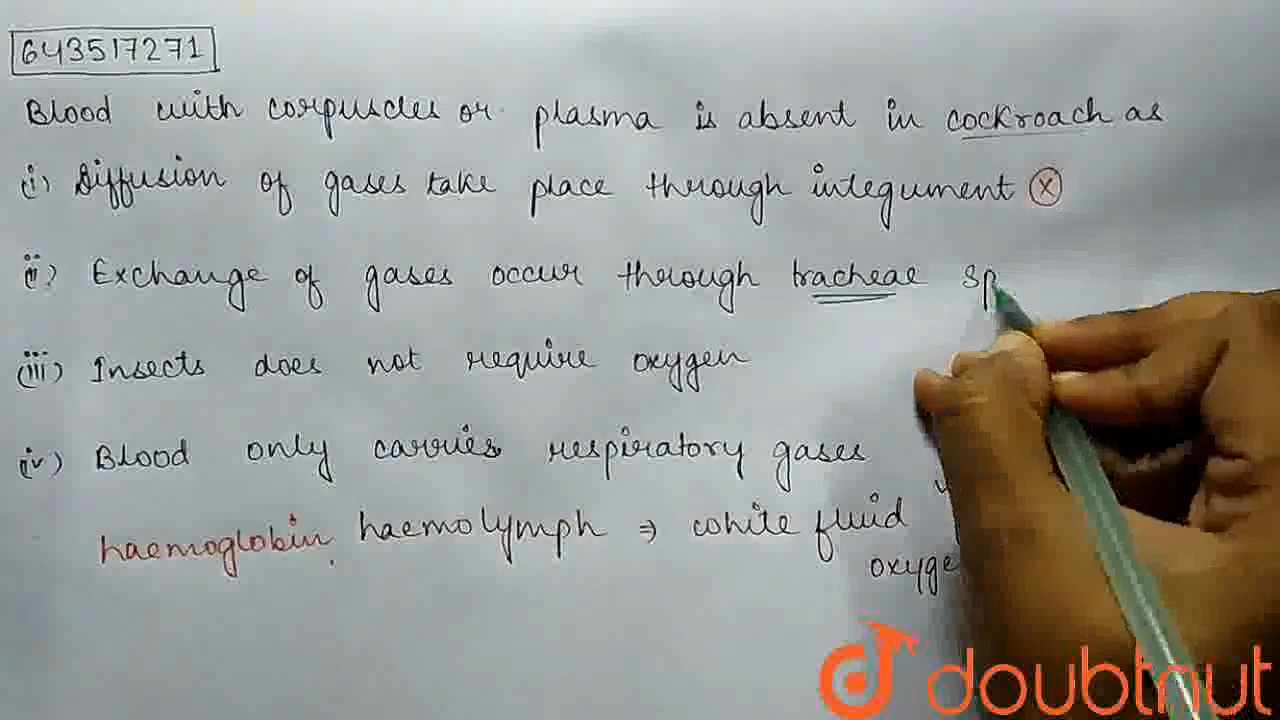 643517271
Blood with corpuscles or plasma is absent in cockroach as
(i) Diffusion of gases take place through integument (x)
(ii) Exchange of gases occur through tracheae sp
(iii) Insects does not require oxygen
(iv) Blood only carries respiratory gases
haemoglobin. haemolymph ⇒ white fluid
oxyge
doubtnut